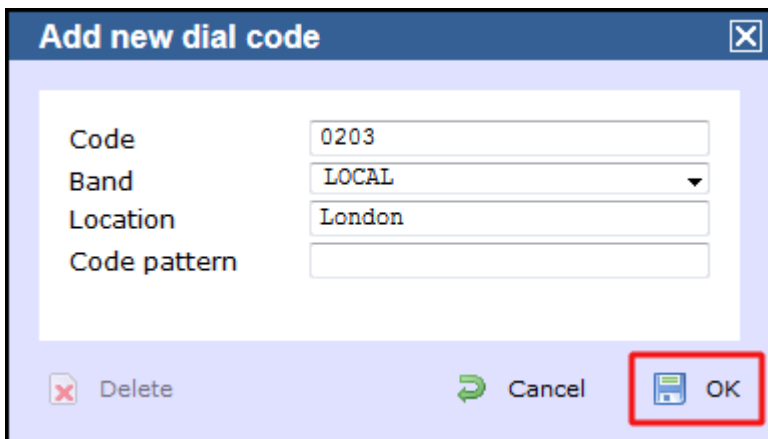 Add new dial code
Code 0203
Band LOCAL
Location London
Code pattern
Delete Cancel OK